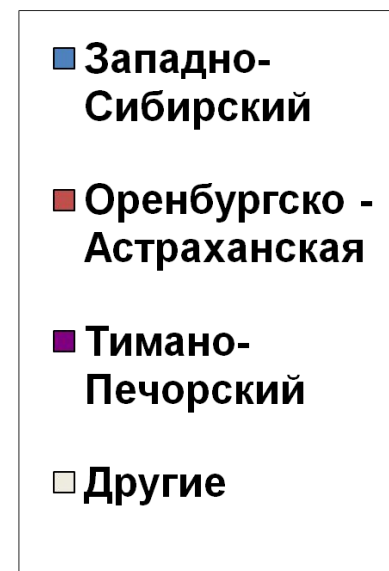 Западно-
Сибирский
Оренбургско -
Астраханская
Тимано-
Печорский
Другие